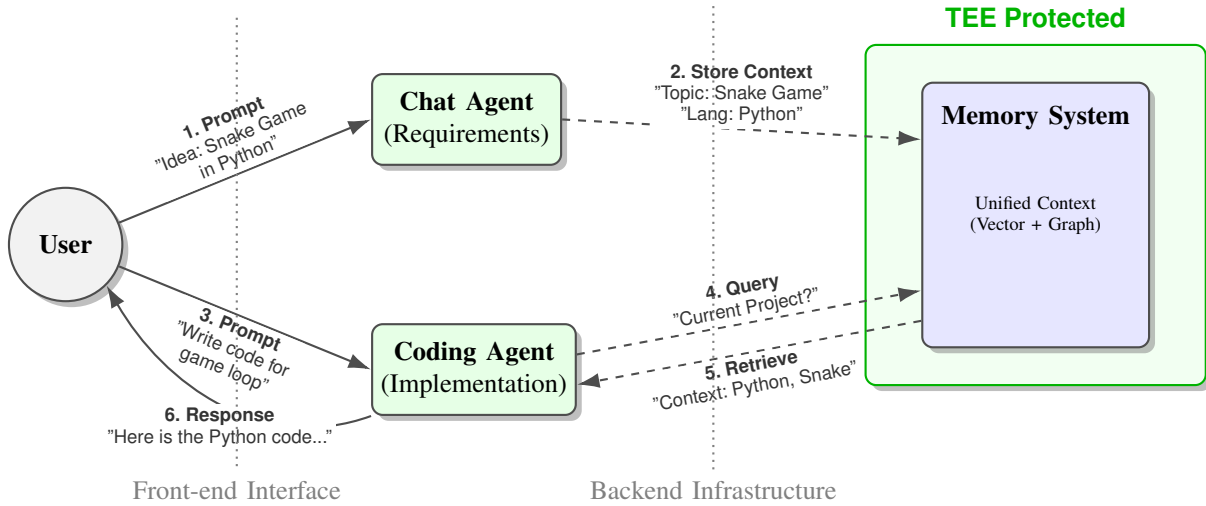 TEE Protected
1. Prompt
”Idea: Snake Game
in Python”
Chat Agent
(Requirements)
2. Store Context
”Topic: Snake Game”
”Lang: Python”
Memory System
Unified Context
(Vector + Graph)
User
3. Prompt
”Write code for
game loop”
Coding Agent
(Implementation)
4. Query
”Current Project?”
5. Retrieve
”Context: Python, Snake”
6. Response
”Here is the Python code...”
Front-end Interface
Backend Infrastructure